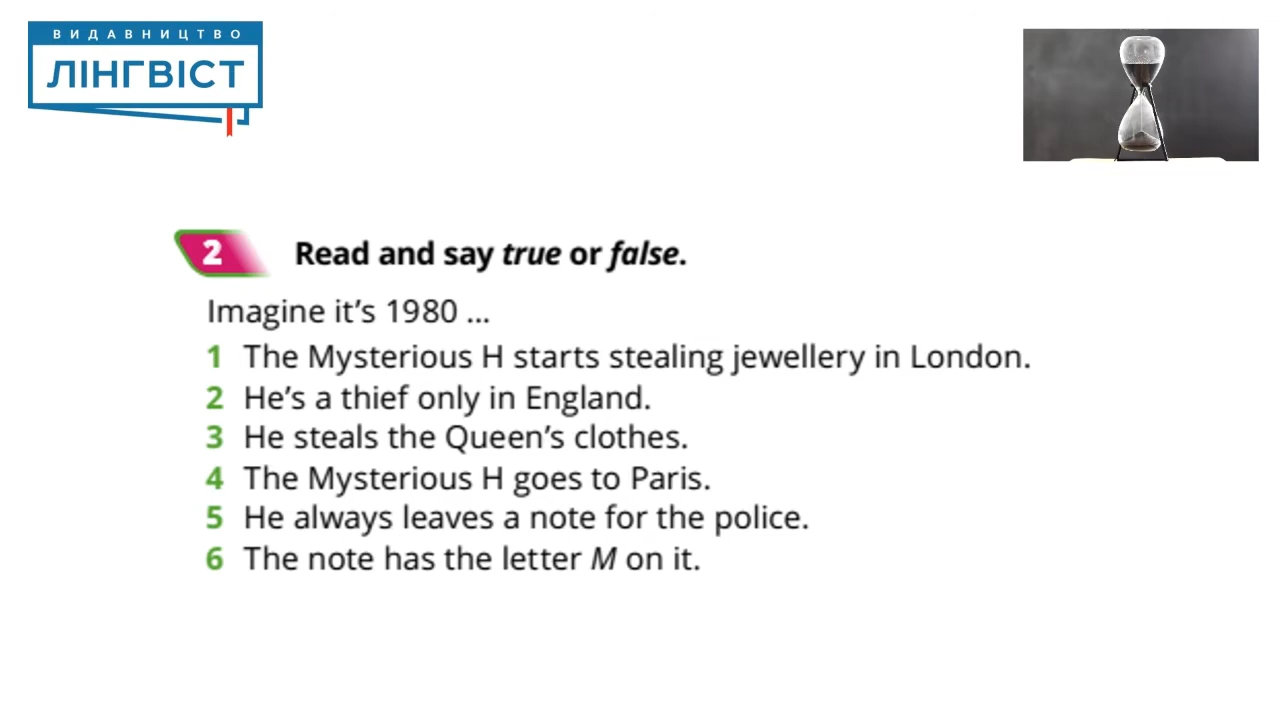 ВИДАВНИЦТВО
ЛІНГВІСТ
2 Read and say true or false.
Imagine it’s 1980 ...
1 The Mysterious H starts stealing jewellery in London.
2 He’s a thief only in England.
3 He steals the Queen’s clothes.
4 The Mysterious H goes to Paris.
5 He always leaves a note for the police.
6 The note has the letter M on it.